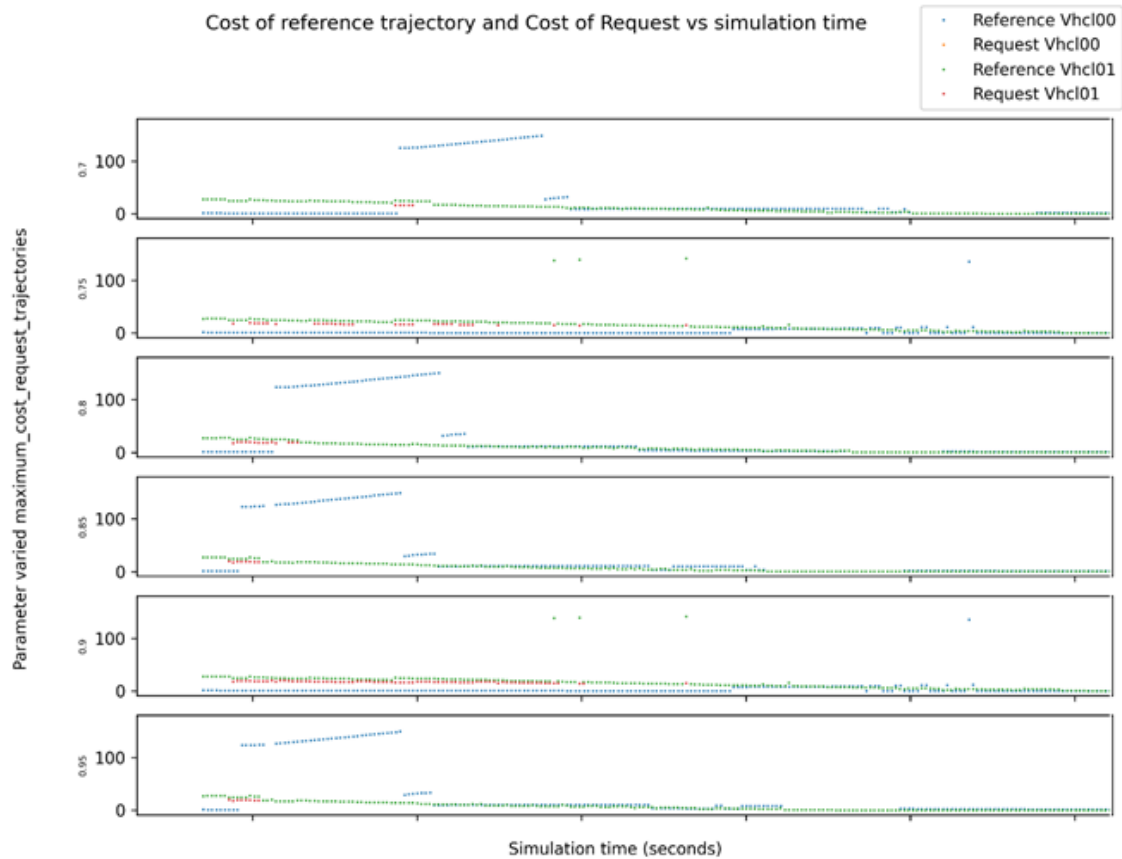 Cost of reference trajectory and Cost of Request vs simulation time
Reference Vhcl00
Request Vhcl00
Reference Vhcl01
Request Vhcl01
Parameter varied maximum_cost_request_trajectories
0.7
100
0
0.75
100
0
0.8
100
0
0.85
100
0
0.9
100
0
0.95
100
0
Simulation time (seconds)